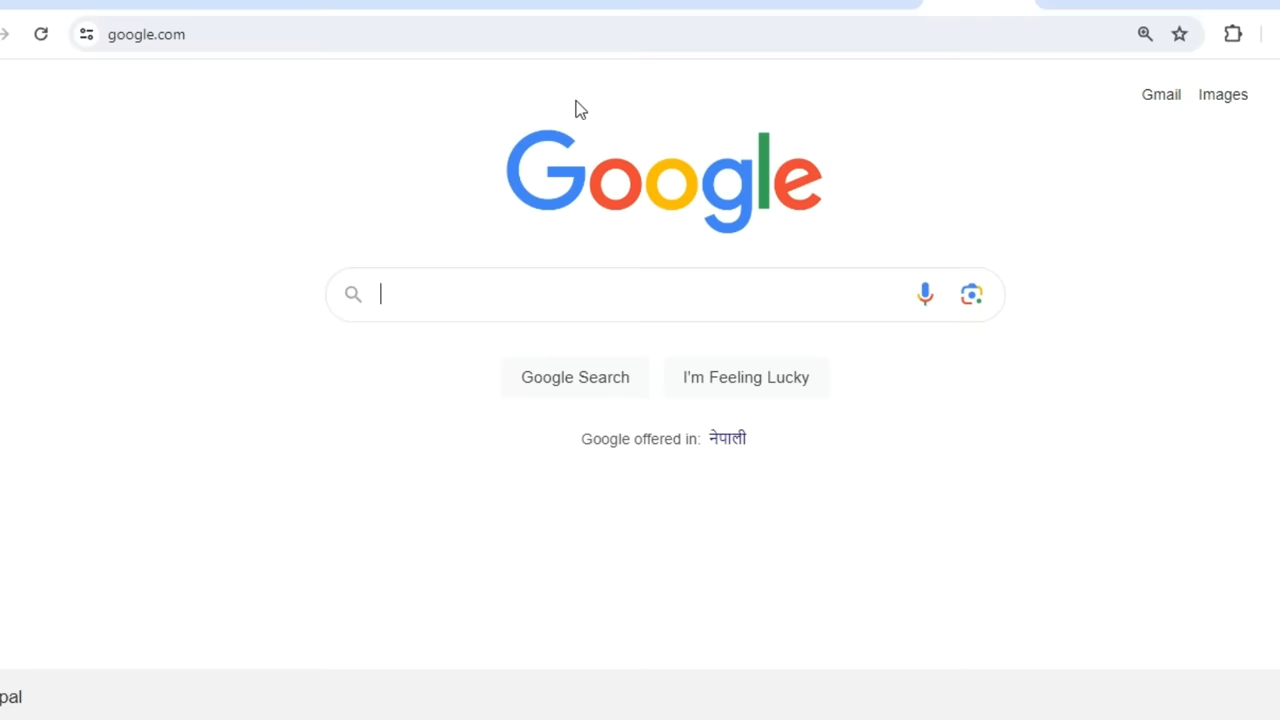 google.com
Gmail Images
Google
Google Search I'm Feeling Lucky
Google offered in: नेपाली
pal